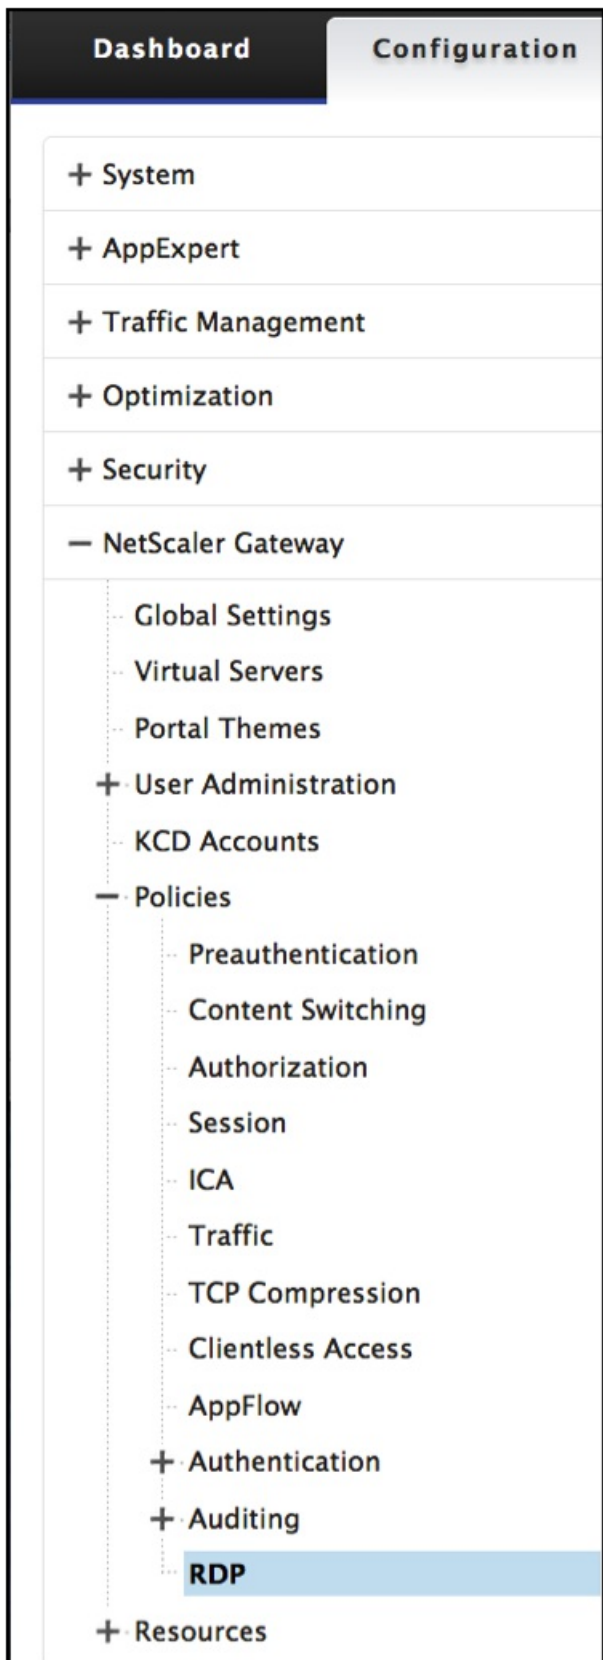 Dashboard Configuration
System
AppExpert
Traffic Management
Optimization
Security
NetScaler Gateway
Global Settings
Virtual Servers
Portal Themes
User Administration
KCD Accounts
Policies
Preauthentication
Content Switching
Authorization
Session
ICA
Traffic
TCP Compression
Clientless Access
AppFlow
Authentication
Auditing
RDP
Resources